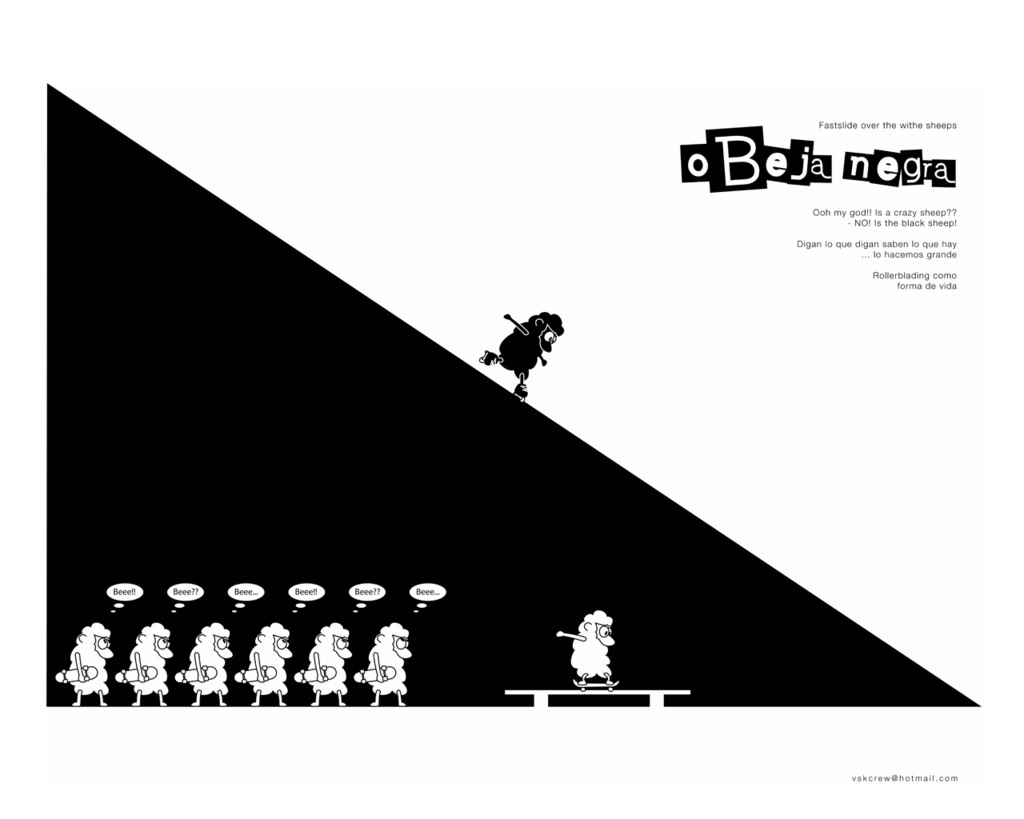 Fastslide over the withe sheeps
oBeja negra
Ooh my god!! Is a crazy sheep??
- NO! Is the black sheep!
Digan lo que digan saben lo que hay
... lo hacemos grande
Rollerblading como
forma de vida
Beee!! Beee?? Beee... Beee!! Beee?? Beee...
vskcrew@hotmail.com